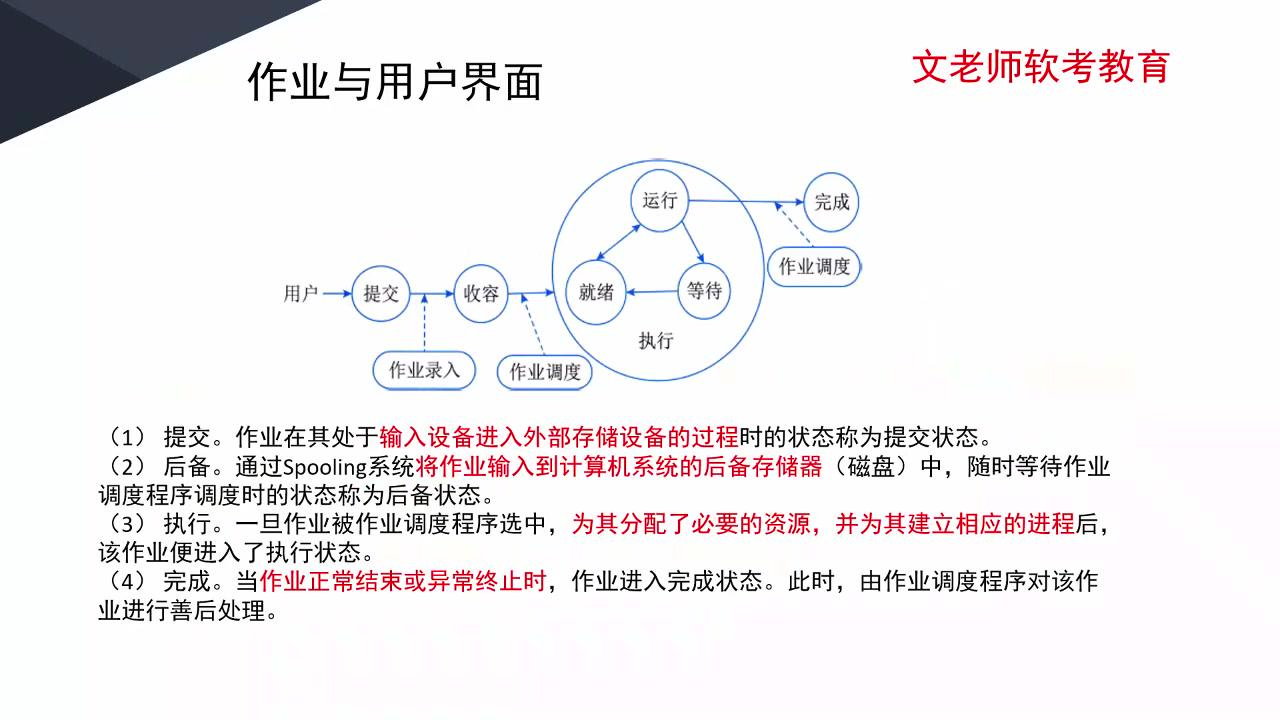 作业与用户界面
文老师软考教育
运行
完成
作业调度
用户
提交
收容
就绪
等待
执行
作业录入
作业调度
（1） 提交。作业在其处于输入设备进入外部存储设备的过程时的状态称为提交状态。
（2） 后备。通过Spooling系统将作业输入到计算机系统的后备存储器（磁盘）中，随时等待作业
调度程序调度时的状态称为后备状态。
（3） 执行。一旦作业被作业调度程序选中，为其分配了必要的资源，并为其建立相应的进程后，
该作业便进入了执行状态。
（4） 完成。当作业正常结束或异常终止时，作业进入完成状态。此时，由作业调度程序对该作
业进行善后处理。